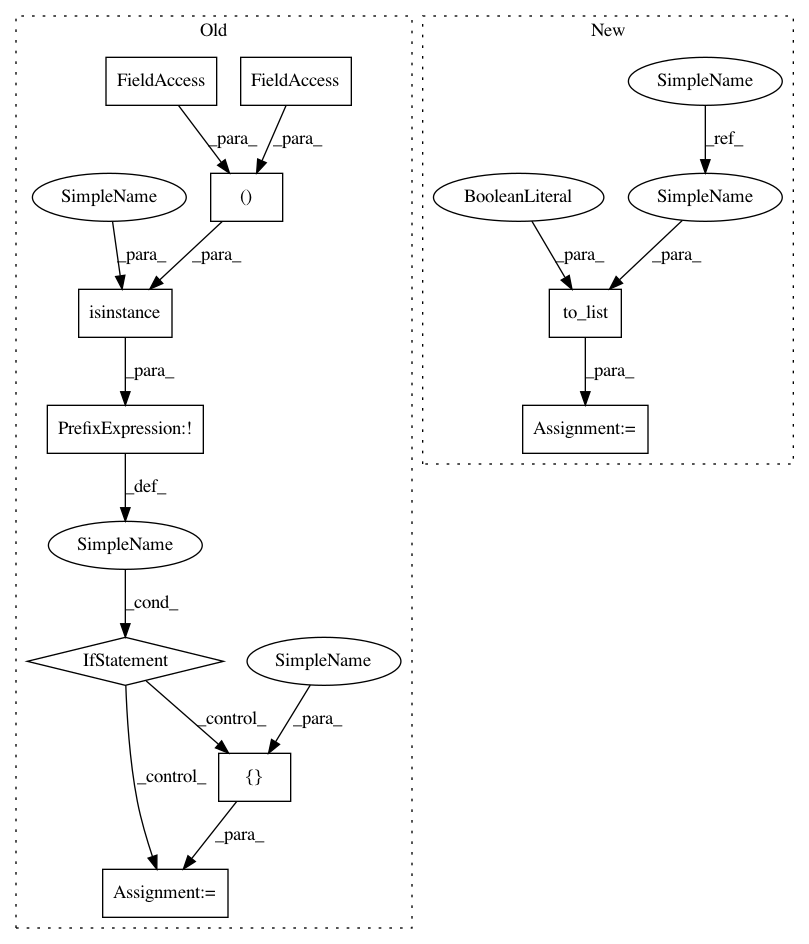 Old
New
FieldAccess
FieldAccess
SimpleName
_para_
_para_
_ref_
SimpleName
()
BooleanLiteral
SimpleName
_para_
_para_
_para_
_para_
isinstance
to_list
_para_
_para_
PrefixExpression:!
Assignment:=
_def_
SimpleName
_cond_
IfStatement
SimpleName
_control_
_para_
_control_
{}
_para_
Assignment:=